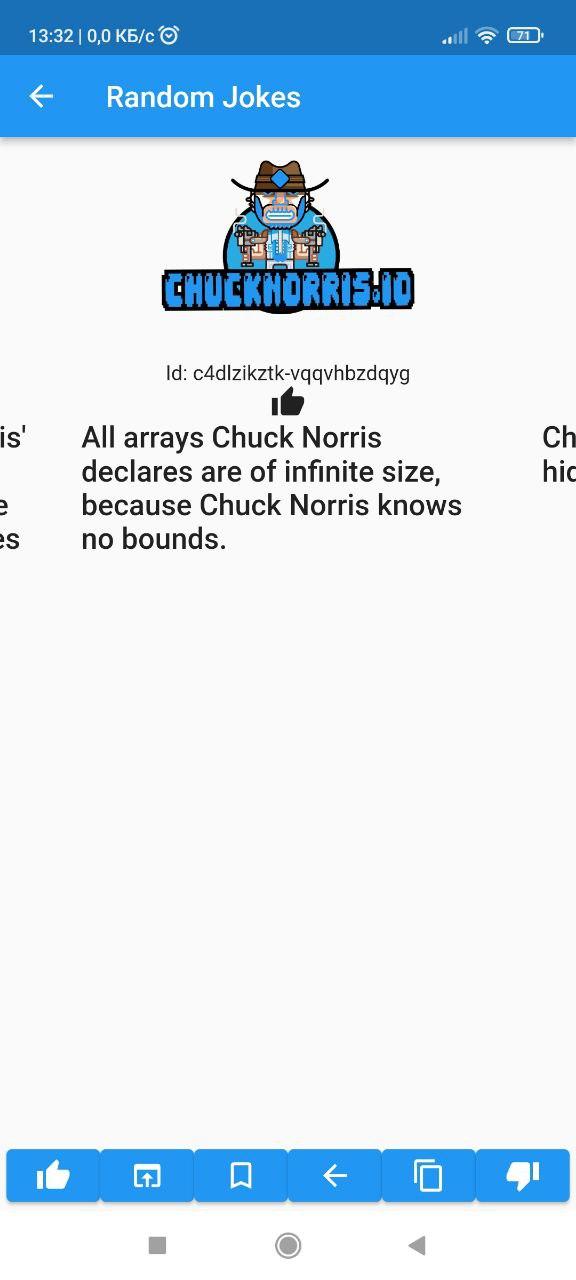 13:32 | 0,0 КБ/с
71
Random Jokes
CHUCKNORRIS.IO
Id: c4dlzikztk-vqqvhbzdqyg
is'
All arrays Chuck Norris
Ch
declares are of infinite size,
hid
e
because Chuck Norris knows
es
no bounds.